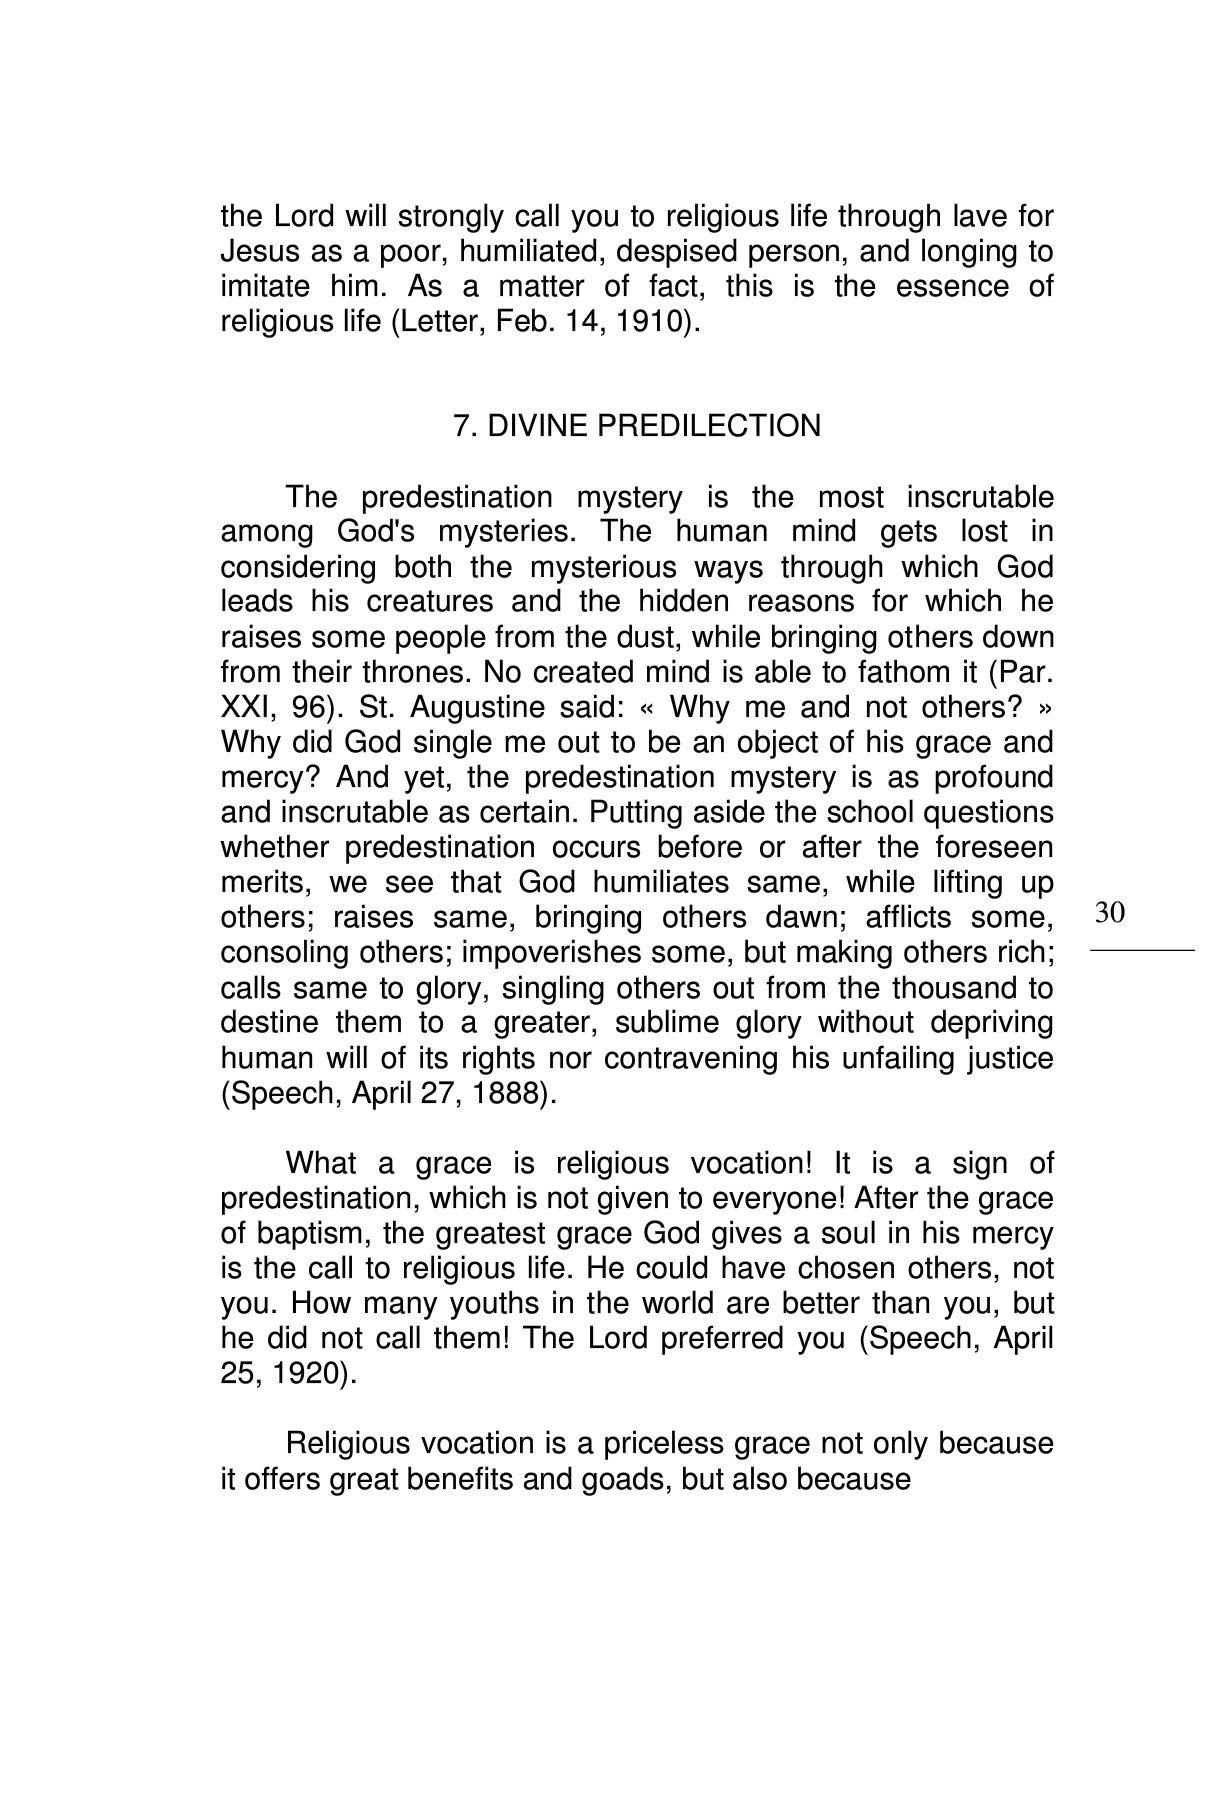 the Lord will strongly call you to religious life through lave for
Jesus as a poor, humiliated, despised person, and longing to
imitate him. As a matter of fact, this is the essence of
religious life (Letter, Feb. 14, 1910).
7. DIVINE PREDILECTION
The predestination mystery is the most inscrutable
among God's mysteries. The human mind gets lost in
considering both the mysterious ways through which God
leads his creatures and the hidden reasons for which he
raises some people from the dust, while bringing others down
from their thrones. No created mind is able to fathom it (Par.
XXI, 96). St. Augustine said: « Why me and not others? »
Why did God single me out to be an object of his grace and
mercy? And yet, the predestination mystery is as profound
and inscrutable as certain. Putting aside the school questions
whether predestination occurs before or after the foreseen
merits, we see that God humiliates same, while lifting up
others; raises same, bringing others dawn; afflicts some,
consoling others; impoverishes some, but making others rich;
calls same to glory, singling others out from the thousand to
destine them to a greater, sublime glory without depriving
human will of its rights nor contravening his unfailing justice
(Speech, April 27, 1888).
What a grace is religious vocation! It is a sign of
predestination, which is not given to everyone! After the grace
of baptism, the greatest grace God gives a soul in his mercy
is the call to religious life. He could have chosen others, not
you. How many youths in the world are better than you, but
he did not call them! The Lord preferred you (Speech, April
25, 1920).
Religious vocation is a priceless grace not only because
it offers great benefits and goads, but also because
30